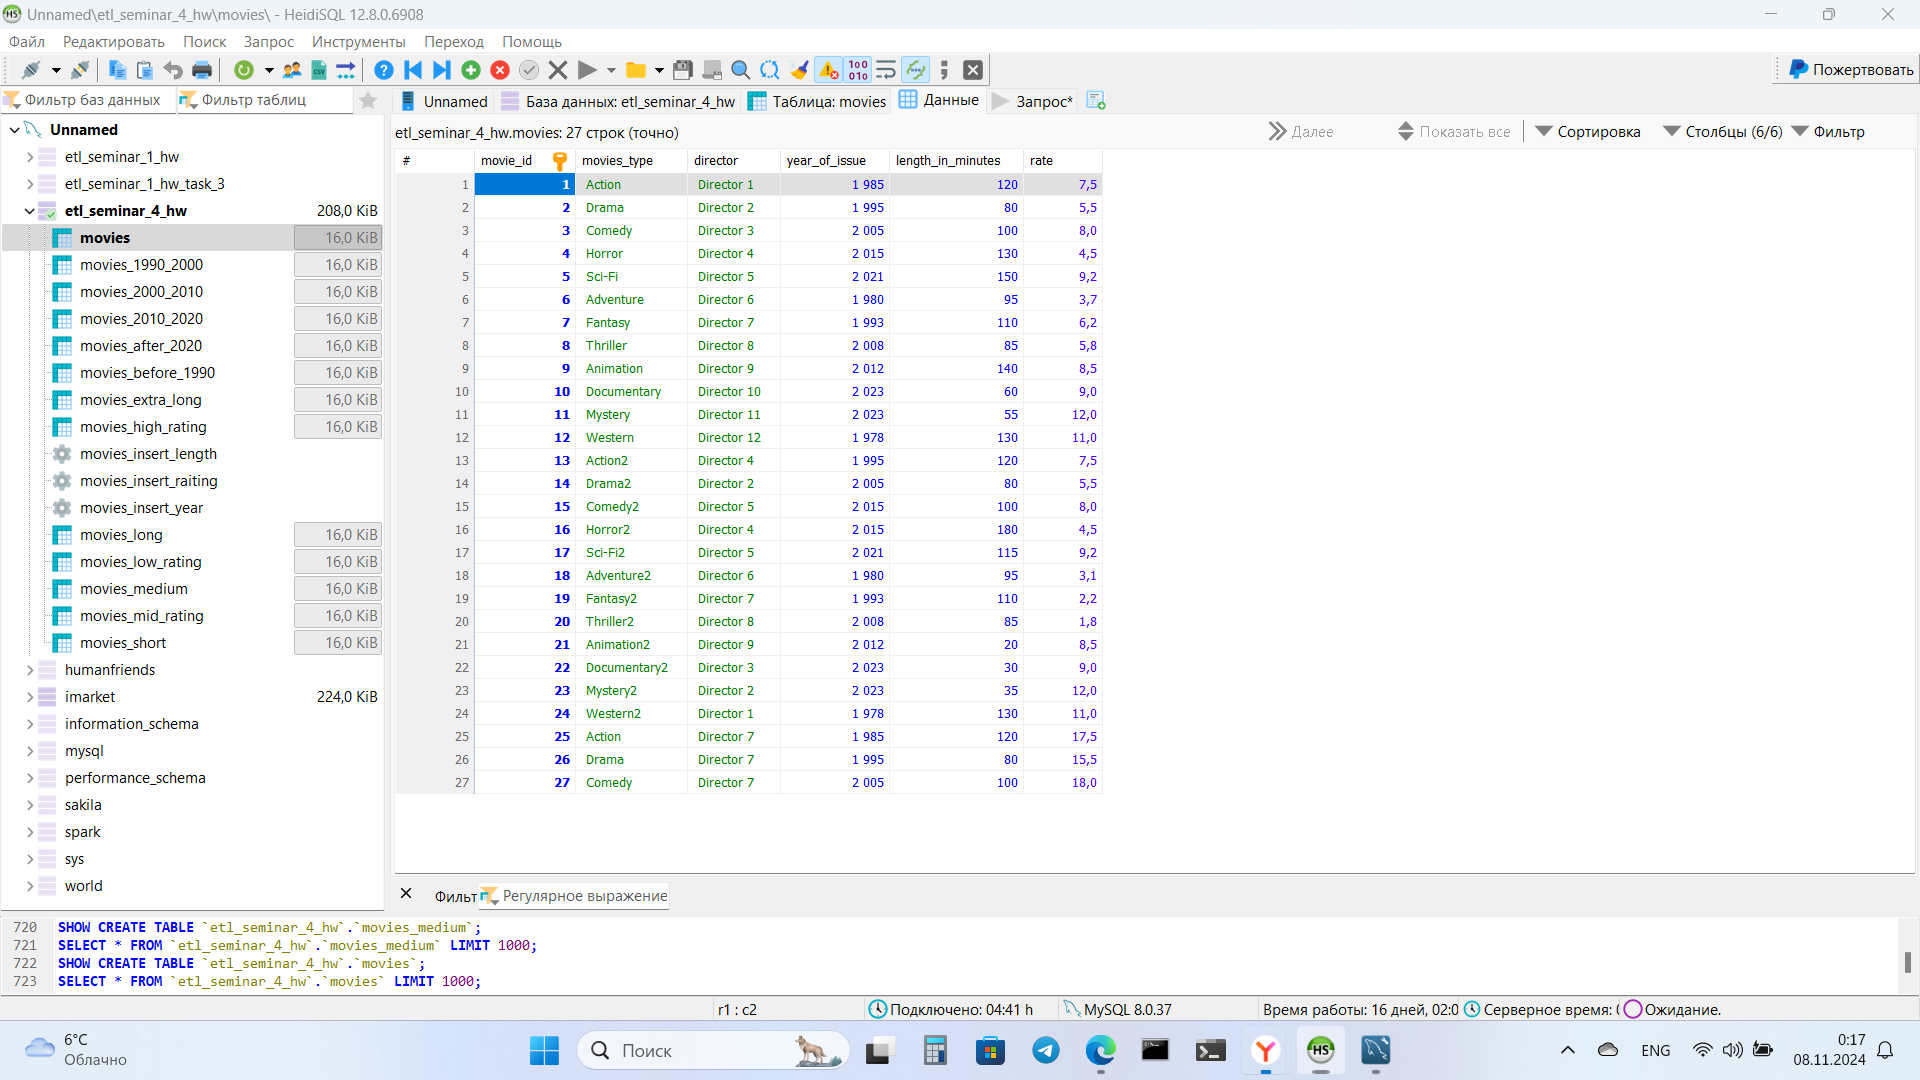 Unnamed\etl_seminar_4_hw\movies\ - HeidiSQL 12.8.0.6908
Файл Редактировать Поиск Запрос Инструменты Переход Помощь
Пожертвовать
Фильтр баз данных Фильтр таблиц
Unnamed База данных: etl_seminar_4_hw Таблица: movies Данные Запрос*
etl_seminar_4_hw.movies: 27 строк (точно) Далее Показать все Сортировка Столбцы (6/6) Фильтр
Unnamed
etl_seminar_1_hw
etl_seminar_1_hw_task_3
etl_seminar_4_hw 208,0 KiB
movies 16,0 KiB
movies_1990_2000 16,0 KiB
movies_2000_2010 16,0 KiB
movies_2010_2020 16,0 KiB
movies_after_2020 16,0 KiB
movies_before_1990 16,0 KiB
movies_extra_long 16,0 KiB
movies_high_rating 16,0 KiB
movies_insert_length
movies_insert_raiting
movies_insert_year
movies_long 16,0 KiB
movies_low_rating 16,0 KiB
movies_medium 16,0 KiB
movies_mid_rating 16,0 KiB
movies_short 16,0 KiB
humanfriends
imarket 224,0 KiB
information_schema
mysql
performance_schema
sakila
spark
sys
world
# movie_id movies_type director year_of_issue length_in_minutes rate
1 1 Action Director 1 1 985 120 7,5
2 2 Drama Director 2 1 995 80 5,5
3 3 Comedy Director 3 2 005 100 8,0
4 4 Horror Director 4 2 015 130 4,5
5 5 Sci-Fi Director 5 2 021 150 9,2
6 6 Adventure Director 6 1 980 95 3,7
7 7 Fantasy Director 7 1 993 110 6,2
8 8 Thriller Director 8 2 008 85 5,8
9 9 Animation Director 9 2 012 140 8,5
10 10 Documentary Director 10 2 023 60 9,0
11 11 Mystery Director 11 2 023 55 12,0
12 12 Western Director 12 1 978 130 11,0
13 13 Action2 Director 4 1 995 120 7,5
14 14 Drama2 Director 2 2 005 80 5,5
15 15 Comedy2 Director 5 2 015 100 8,0
16 16 Horror2 Director 4 2 015 180 4,5
17 17 Sci-Fi2 Director 5 2 021 115 9,2
18 18 Adventure2 Director 6 1 980 95 3,1
19 19 Fantasy2 Director 7 1 993 110 2,2
20 20 Thriller2 Director 8 2 008 85 1,8
21 21 Animation2 Director 9 2 012 20 8,5
22 22 Documentary2 Director 3 2 023 30 9,0
23 23 Mystery2 Director 2 2 023 35 12,0
24 24 Western2 Director 1 1 978 130 11,0
25 25 Action Director 7 1 985 120 17,5
26 26 Drama Director 7 1 995 80 15,5
27 27 Comedy Director 7 2 005 100 18,0
Фильт Регулярное выражение
720 SHOW CREATE TABLE `etl_seminar_4_hw`.`movies_medium`;
721 SELECT * FROM `etl_seminar_4_hw`.`movies_medium` LIMIT 1000;
722 SHOW CREATE TABLE `etl_seminar_4_hw`.`movies`;
723 SELECT * FROM `etl_seminar_4_hw`.`movies` LIMIT 1000;
r1 : c2 Подключено: 04:41 h MySQL 8.0.37 Время работы: 16 дней, 02:0 Серверное время: Ожидание.
6°C
Облачно
Поиск
ENG
0:17
08.11.2024